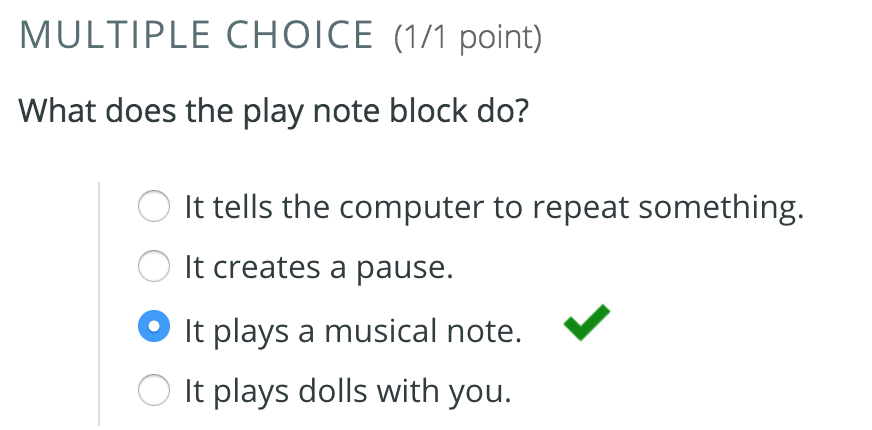 MULTIPLE CHOICE (1/1 point)
What does the play note block do?
It tells the computer to repeat something.
It creates a pause.
It plays a musical note.
It plays dolls with you.